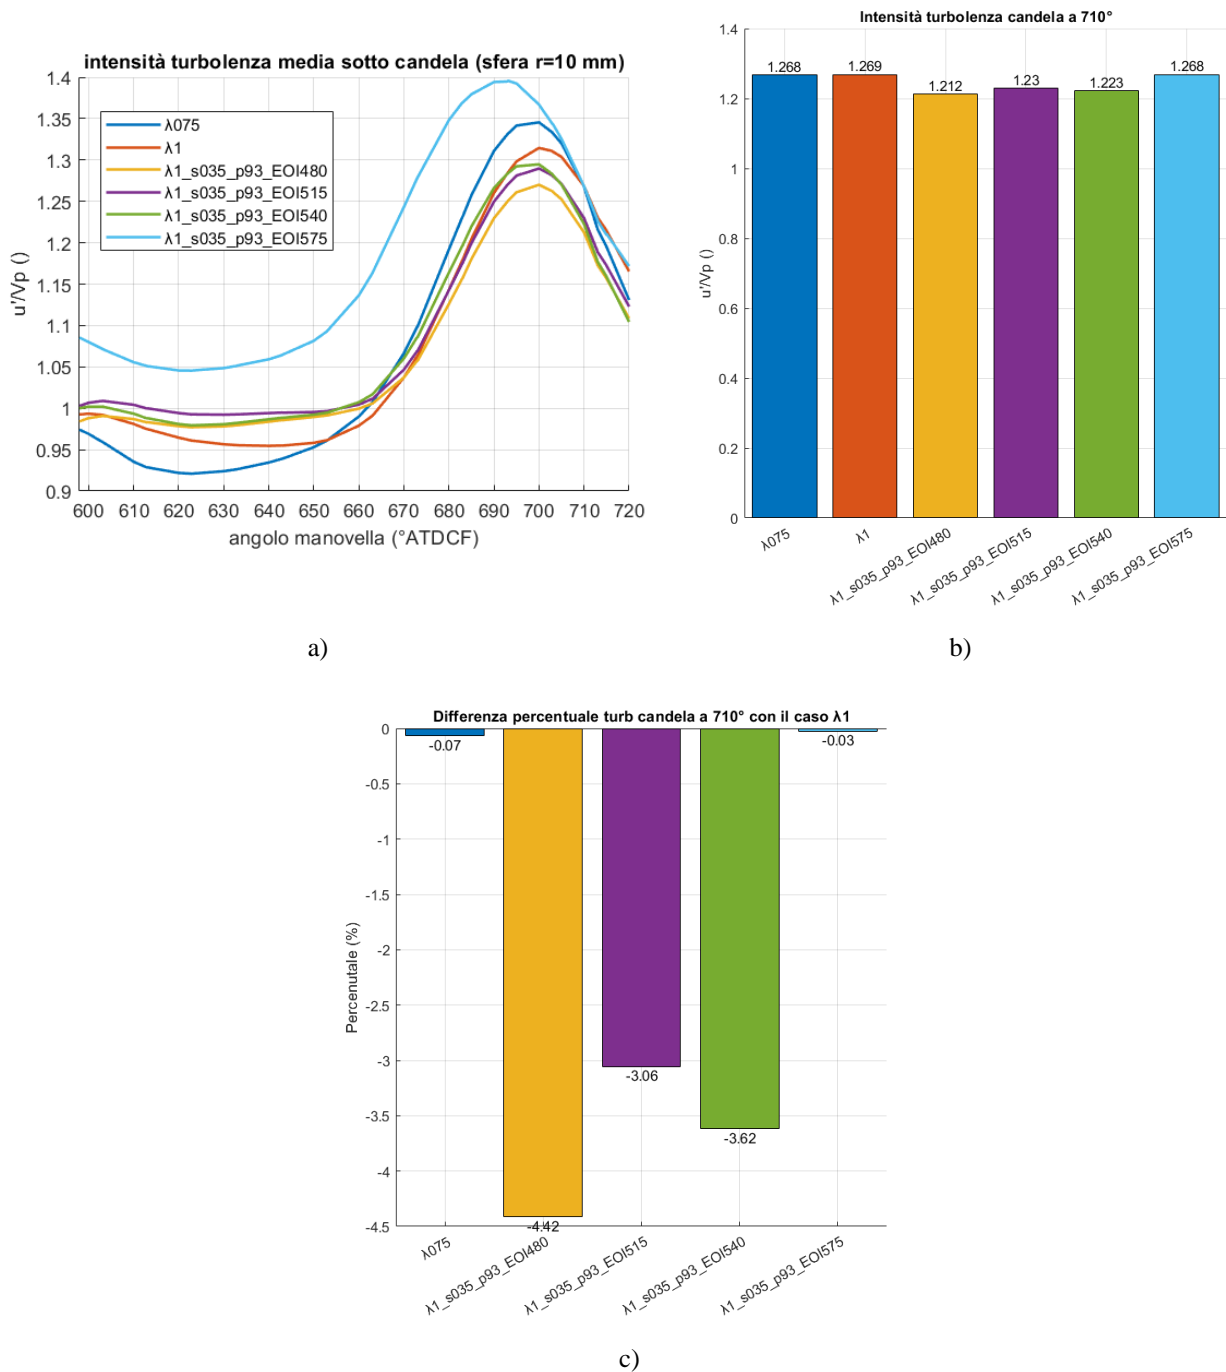 intensità turbolenza media sotto candela (sfera r=10 mm)
1.4
1.35
1.3
1.25
1.2
1.15
1.1
1.05
1
0.95
0.9
u'/Vp ()
λ075
λ1
λ1_s035_p93_EOI480
λ1_s035_p93_EOI515
λ1_s035_p93_EOI540
λ1_s035_p93_EOI575
600 610 620 630 640 650 660 670 680 690 700 710 720
angolo manovella (°ATDCF)
a)
Intensità turbolenza candela a 710°
1.4
1.2
1
0.8
0.6
0.4
0.2
0
u'/Vp ()
1.268 1.269 1.212 1.23 1.223 1.268
λ075
λ1
λ1_s035_p93_EOI480
λ1_s035_p93_EOI515
λ1_s035_p93_EOI540
λ1_s035_p93_EOI575
b)
Differenza percentuale turb candela a 710° con il caso λ1
0
-0.5
-1
-1.5
-2
-2.5
-3
-3.5
-4
-4.5
Percenutale (%)
-0.07
-4.42
-3.06
-3.62
-0.03
λ075
λ1_s035_p93_EOI480
λ1_s035_p93_EOI515
λ1_s035_p93_EOI540
λ1_s035_p93_EOI575
c)